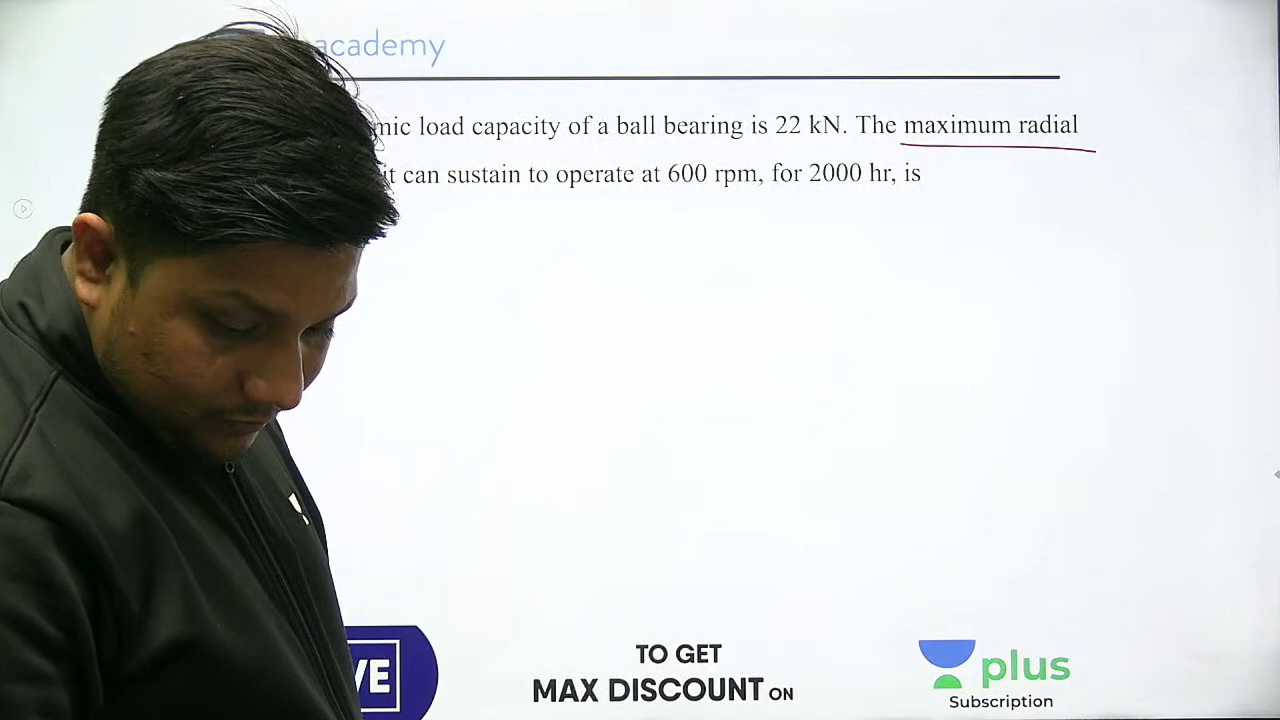 academy
mic load capacity of a ball bearing is 22 kN. The maximum radial
it can sustain to operate at 600 rpm, for 2000 hr, is
VE
TO GET
MAX DISCOUNT ON
plus
Subscription